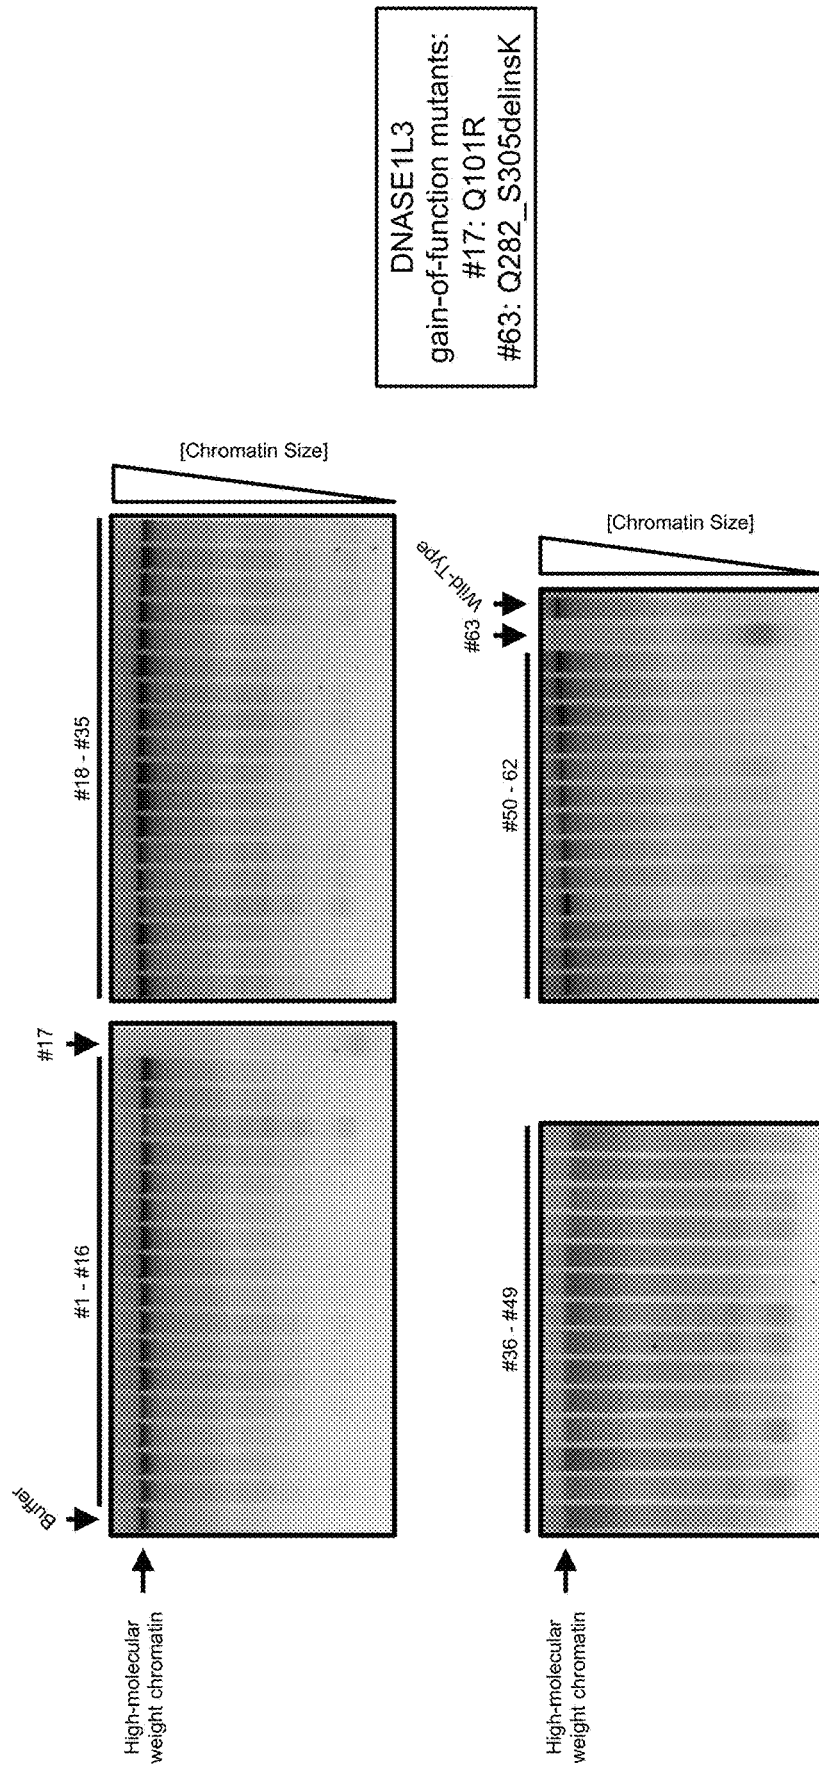 Buffer
#1 - #16
#17
#18 - #35
High-molecular
weight chromatin
[Chromatin Size]
#36 - #49
#50 - 62
#63
Wild-Type
High-molecular
weight chromatin
[Chromatin Size]
DNASE1L3
gain-of-function mutants:
#17: Q101R
#63: Q282_S305delinsK